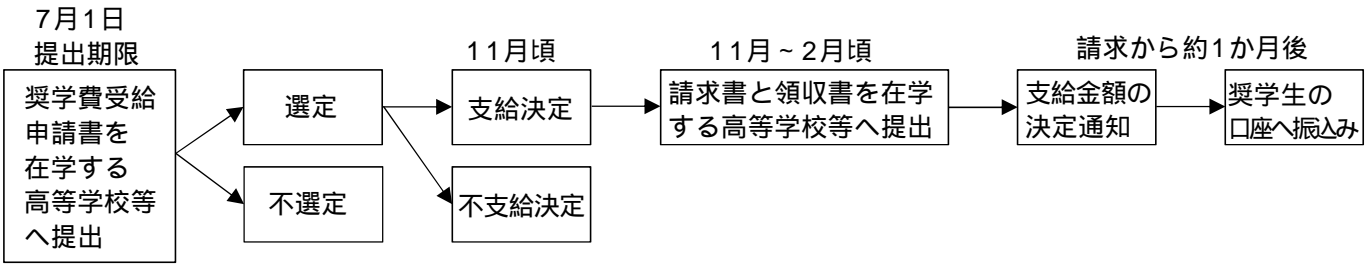 7月1日
提出期限
奨学費受給
申請書を
在学する
高等学校等
へ提出
選定
不選定
11月頃
支給決定
不支給決定
11月~2月頃
請求書と領収書を在学
する高等学校等へ提出
請求から約1か月後
支給金額の
決定通知
奨学生の
口座へ振込み